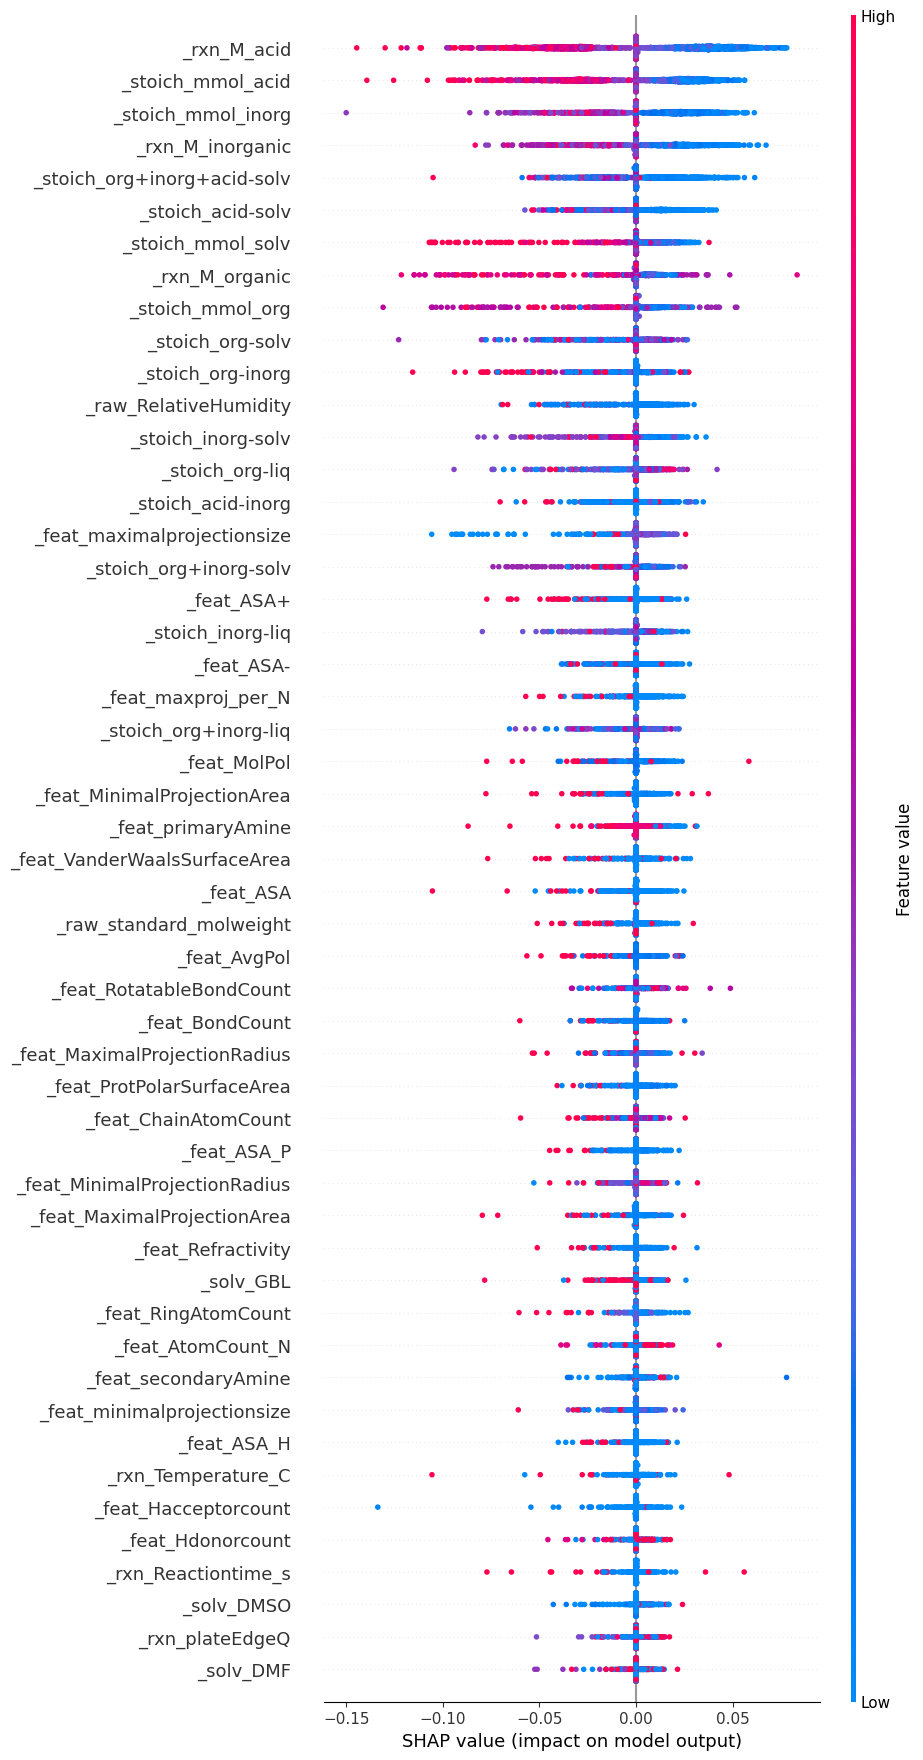 High
_rxn_M_acid
_stoich_mmol_acid
_stoich_mmol_inorg
_rxn_M_inorganic
_stoich_org+inorg+acid-solv
_stoich_acid-solv
_stoich_mmol_solv
_rxn_M_organic
_stoich_mmol_org
_stoich_org-solv
_stoich_org-inorg
_raw_RelativeHumidity
_stoich_inorg-solv
_stoich_org-liq
_stoich_acid-inorg
_feat_maximalprojectionsize
_stoich_org+inorg-solv
_feat_ASA+
_stoich_inorg-liq
_feat_ASA-
_feat_maxproj_per_N
_stoich_org+inorg-liq
_feat_MolPol
_feat_MinimalProjectionArea
_feat_primaryAmine
_feat_VanderWaalsSurfaceArea
_feat_ASA
_raw_standard_molweight
_feat_AvgPol
_feat_RotatableBondCount
_feat_BondCount
_feat_MaximalProjectionRadius
_feat_ProtPolarSurfaceArea
_feat_ChainAtomCount
_feat_ASA_P
_feat_MinimalProjectionRadius
_feat_MaximalProjectionArea
_feat_Refractivity
_solv_GBL
_feat_RingAtomCount
_feat_AtomCount_N
_feat_secondaryAmine
_feat_minimalprojectionsize
_feat_ASA_H
_rxn_Temperature_C
_feat_Hacceptorcount
_feat_Hdonorcount
_rxn_Reactiontime_s
_solv_DMSO
_rxn_plateEdgeQ
_solv_DMF
Feature value
Low
−0.15 −0.10 −0.05 0.00 0.05
SHAP value (impact on model output)